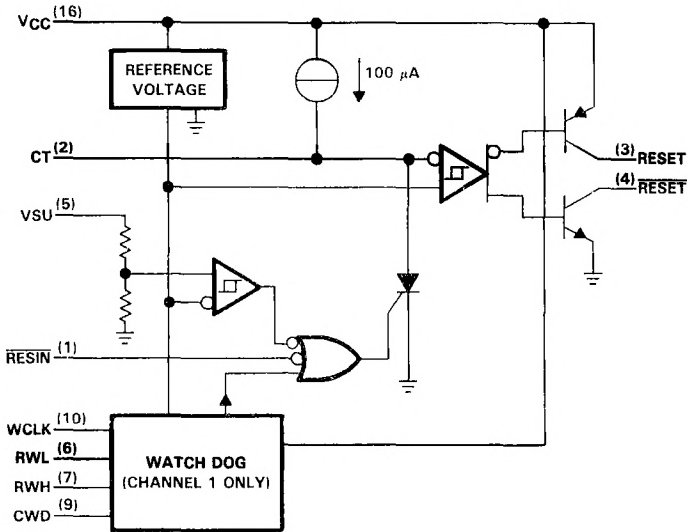 VCC (16)
REFERENCE
VOLTAGE
100 μA
CT (2)
(3) RESET
(4) RESET
VSU (5)
RESIN (1)
WCLK (10)
RWL (6)
RWH (7)
CWD (9)
WATCH DOG
(CHANNEL 1 ONLY)